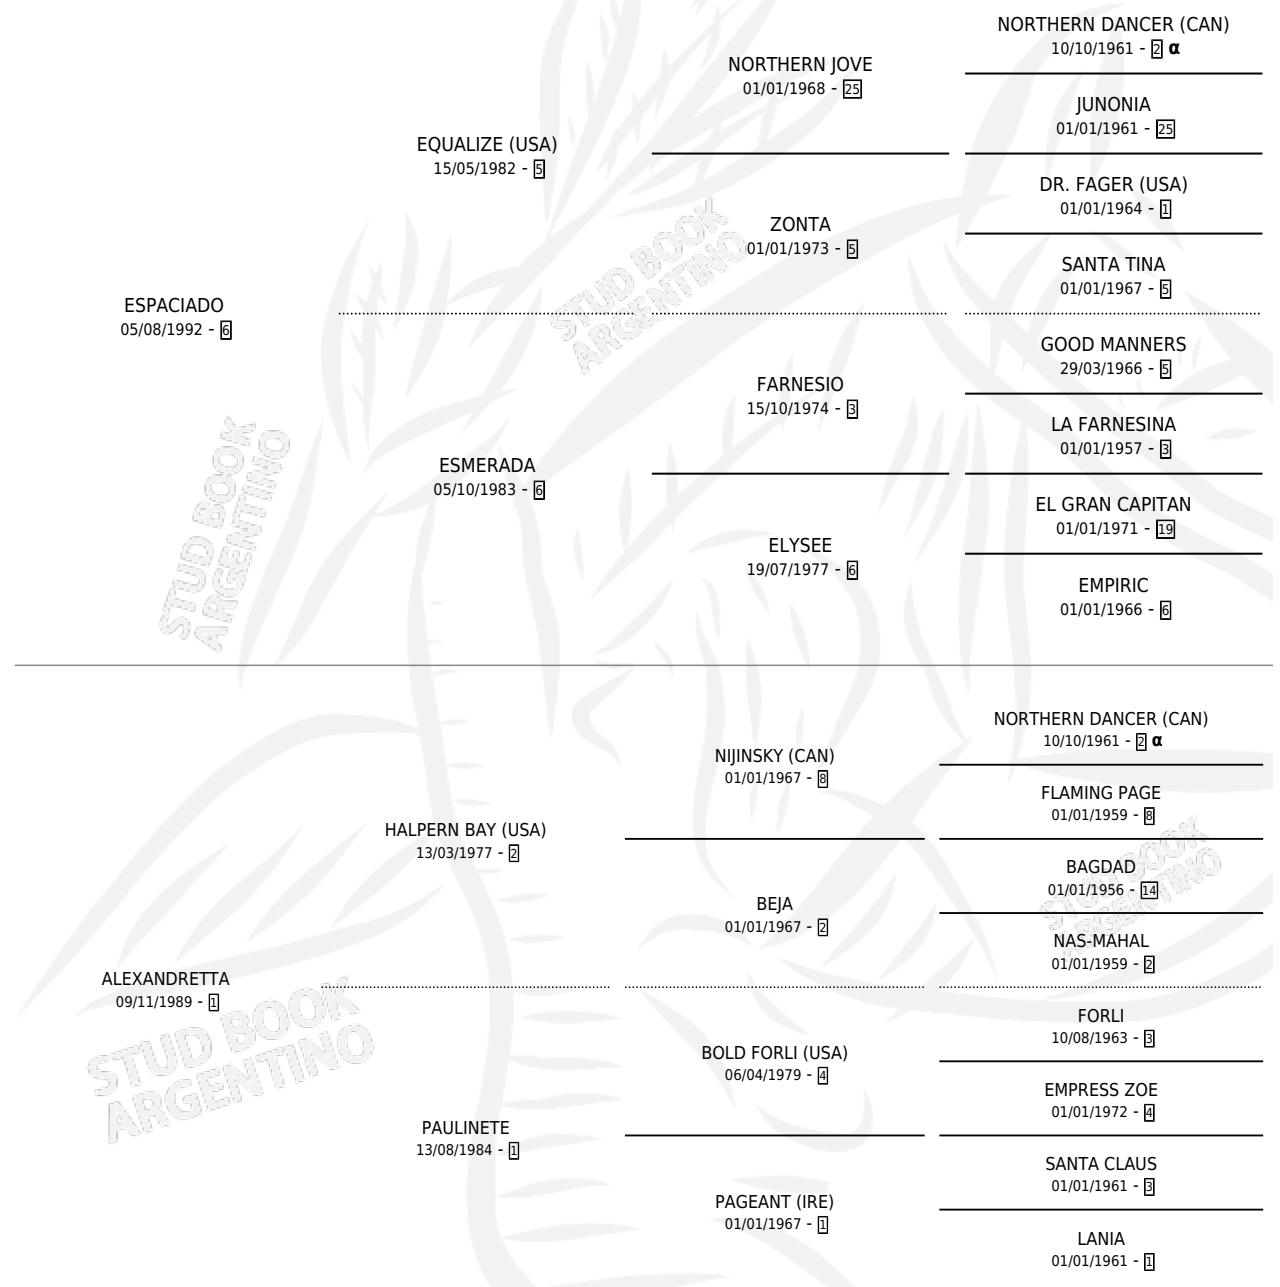 NORTHERN DANCER (CAN)
10/10/1961 - 2 α
NORTHERN JOVE
01/01/1968 - 25
JUNONIA
01/01/1961 - 25
EQUALIZE (USA)
15/05/1982 - 5
DR. FAGER (USA)
01/01/1964 - 1
ZONTA
01/01/1973 - 5
SANTA TINA
01/01/1967 - 5
ESPACIADO
05/08/1992 - 6
GOOD MANNERS
29/03/1966 - 5
FARNESIO
15/10/1974 - 3
LA FARNESINA
01/01/1957 - 3
ESMERADA
05/10/1983 - 6
EL GRAN CAPITAN
01/01/1971 - 19
ELYSEE
19/07/1977 - 6
EMPIRIC
01/01/1966 - 6
NORTHERN DANCER (CAN)
10/10/1961 - 2 α
NIJINSKY (CAN)
01/01/1967 - 8
FLAMING PAGE
01/01/1959 - 8
HALPERN BAY (USA)
13/03/1977 - 2
BAGDAD
01/01/1956 - 14
BEJA
01/01/1967 - 2
NAS-MAHAL
01/01/1959 - 2
ALEXANDRETTA
09/11/1989 - 1
FORLI
10/08/1963 - 3
BOLD FORLI (USA)
06/04/1979 - 4
EMPRESS ZOE
01/01/1972 - 4
PAULINETE
13/08/1984 - 1
SANTA CLAUS
01/01/1961 - 3
PAGEANT (IRE)
01/01/1967 - 1
LANIA
01/01/1961 - 1
STUD BOOK
ARGENTINO
STUD BOOK
ARGENTINO
STUD BOOK
ARGENTINO
STUD BOOK
ARGENTINO